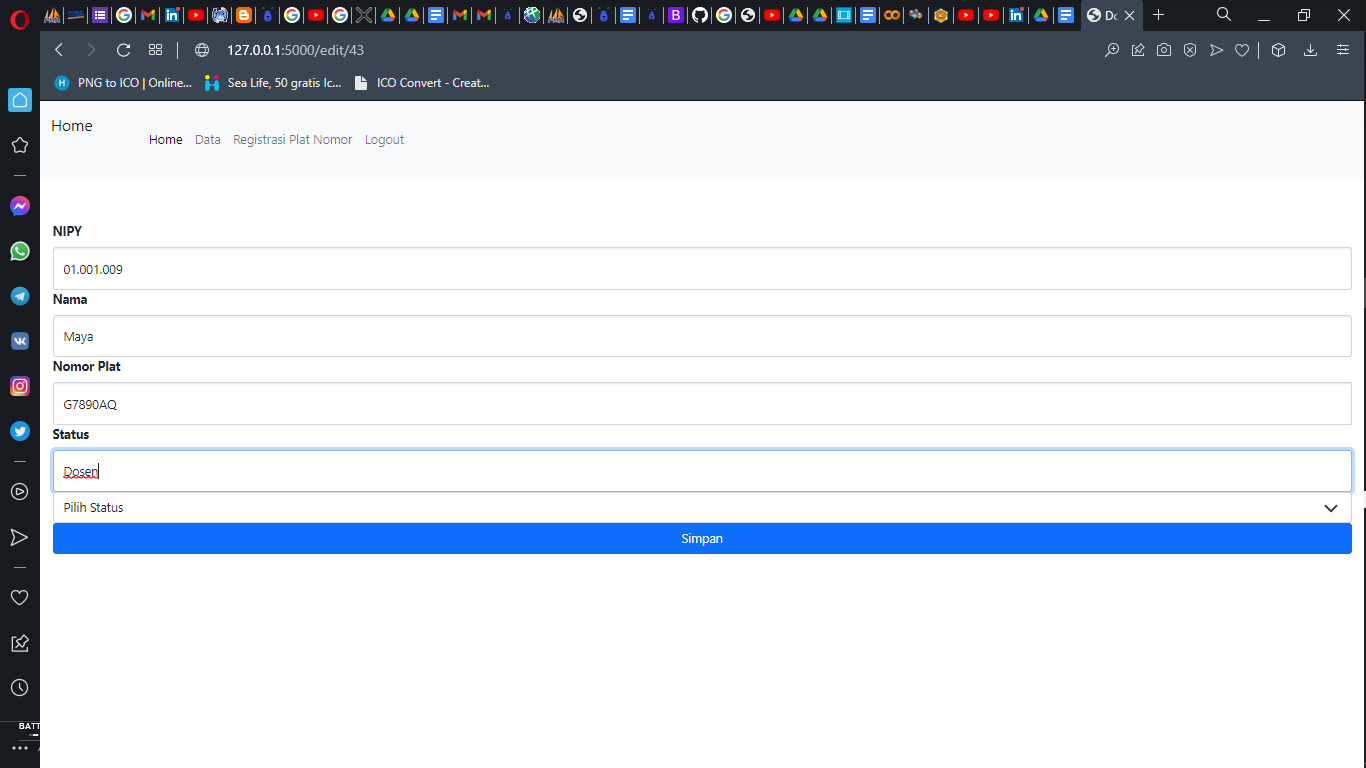 Do
127.0.0.1:5000/edit/43
PNG to ICO | Online...
Sea Life, 50 gratis Ic...
ICO Convert - Creat...
Home
Home Data Registrasi Plat Nomor Logout
NIPY
01.001.009
Nama
Maya
Nomor Plat
G7890AQ
Status
Dosen
Pilih Status
Simpan
BATT